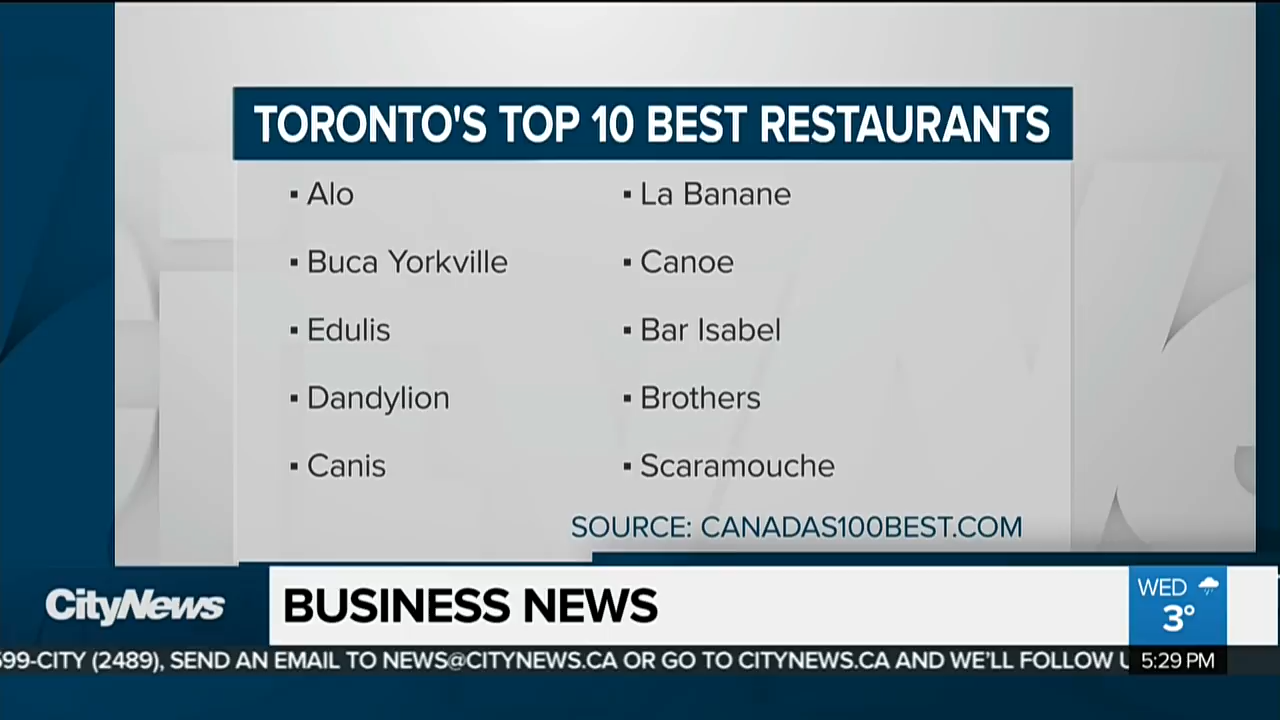 TORONTO'S TOP 10 BEST RESTAURANTS
▪ Alo
▪ Buca Yorkville
▪ Edulis
▪ Dandylion
▪ Canis
▪ La Banane
▪ Canoe
▪ Bar Isabel
▪ Brothers
▪ Scaramouche
SOURCE: CANADAS100BEST.COM
CityNews
BUSINESS NEWS
WED
3°
599-CITY (2489), SEND AN EMAIL TO NEWS@CITYNEWS.CA OR GO TO CITYNEWS.CA AND WE'LL FOLLOW
5:29 PM